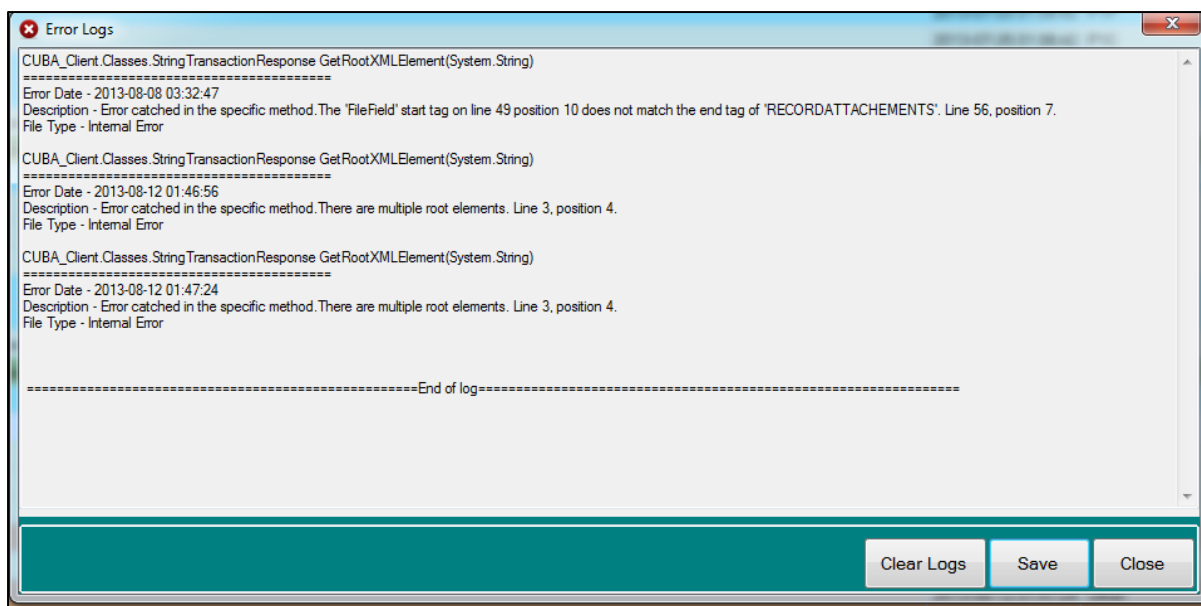 Error Logs
CUBA_Client.Classes.StringTransactionResponse GetRootXMLElement(System.String)
=========================================
Error Date - 2013-08-08 03:32:47
Description - Error catched in the specific method.The 'FileField' start tag on line 49 position 10 does not match the end tag of 'RECORDATTACHEMENTS'. Line 56, position 7.
File Type - Internal Error
CUBA_Client.Classes.StringTransactionResponse GetRootXMLElement(System.String)
=========================================
Error Date - 2013-08-12 01:46:56
Description - Error catched in the specific method.There are multiple root elements. Line 3, position 4.
File Type - Internal Error
CUBA_Client.Classes.StringTransactionResponse GetRootXMLElement(System.String)
=========================================
Error Date - 2013-08-12 01:47:24
Description - Error catched in the specific method.There are multiple root elements. Line 3, position 4.
File Type - Internal Error
====================================================End of log================================================================
Clear Logs
Save
Close